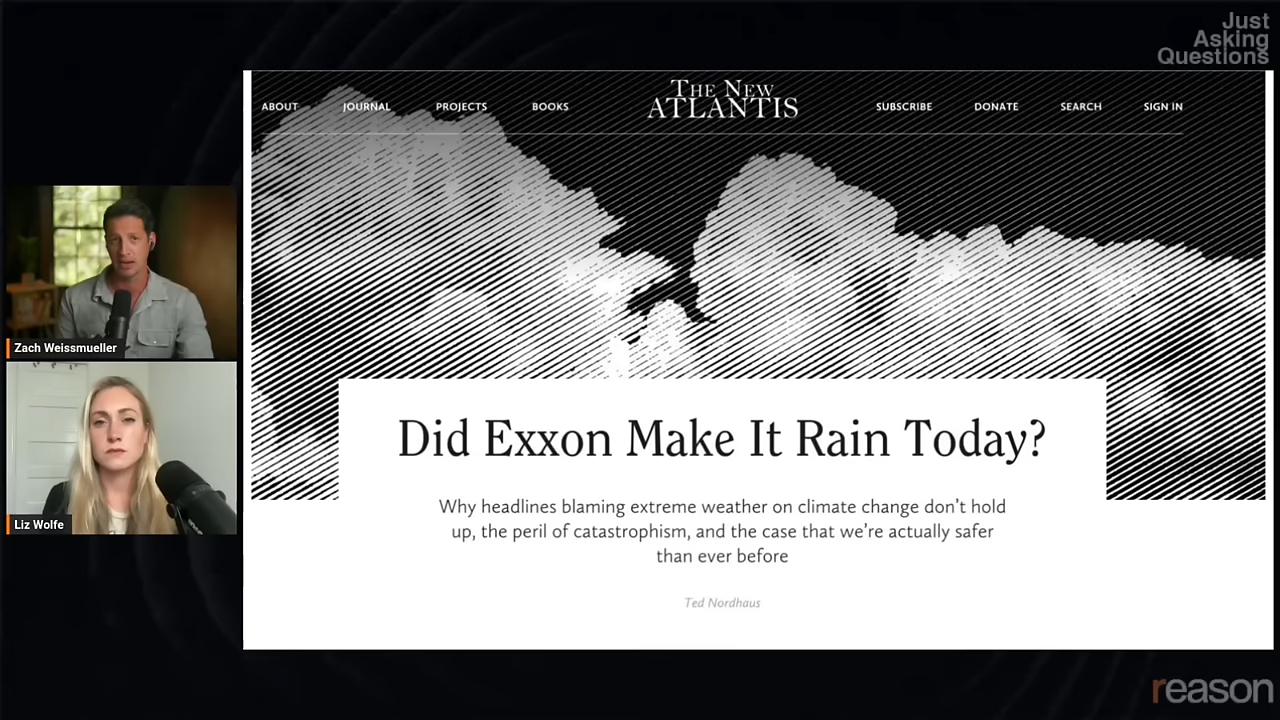 Just
Asking
Questions
The New
ATLANTIS
ABOUT JOURNAL PROJECTS BOOKS SUBSCRIBE DONATE SEARCH SIGN IN
Zach Weissmueller
Liz Wolfe
Did Exxon Make It Rain Today?
Why headlines blaming extreme weather on climate change don’t hold
up, the peril of catastrophism, and the case that we’re actually safer
than ever before
Ted Nordhaus
reason